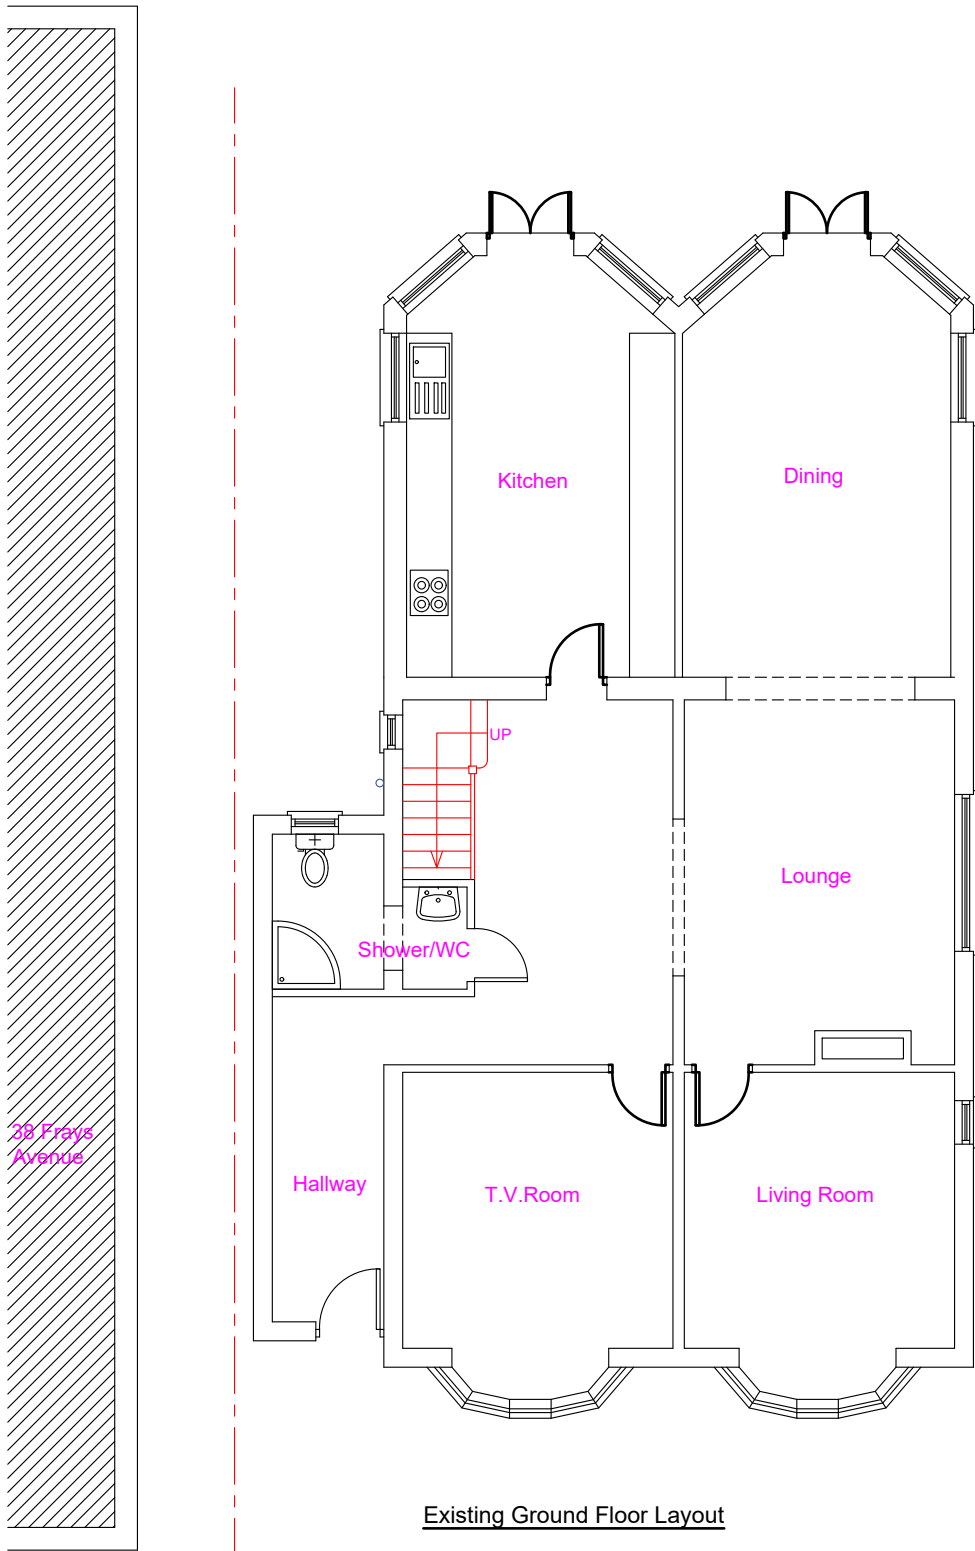 Kitchen
Dining
UP
Lounge
Shower/WC
38 Frays
Avenue
Hallway
T.V.Room
Living Room
Existing Ground Floor Layout